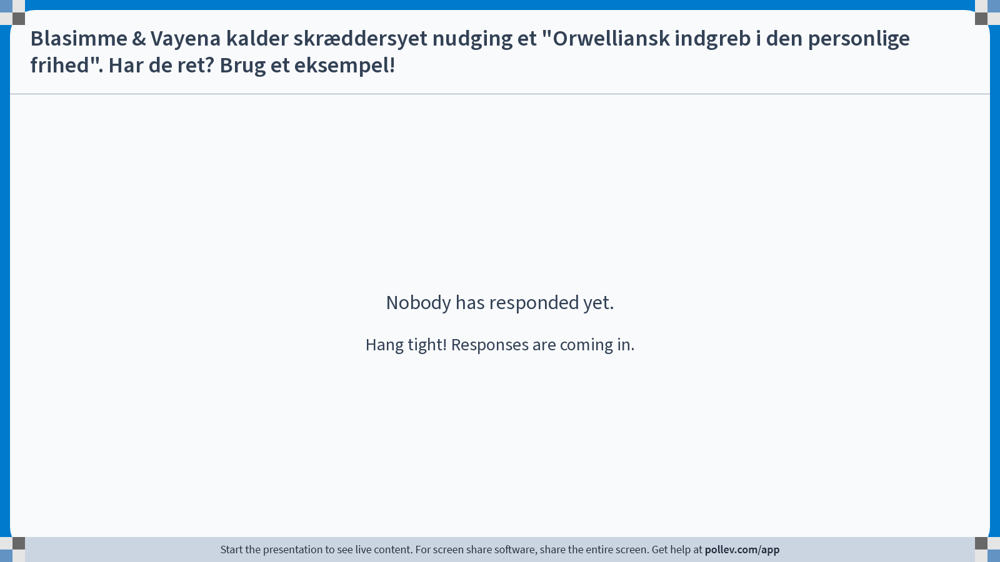 Blasimme & Vayena kalder skræddersyet nudging et "Orwelliansk indgreb i den personlige
frihed". Har de ret? Brug et eksempel!
Nobody has responded yet.
Hang tight! Responses are coming in.
Start the presentation to see live content. For screen share software, share the entire screen. Get help at pollev.com/app